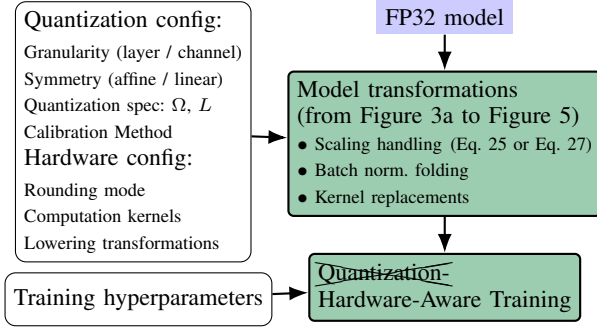 Quantization config:
Granularity (layer / channel)
Symmetry (affine / linear)
Quantization spec: Ω, L
Calibration Method
Hardware config:
Rounding mode
Computation kernels
Lowering transformations
Training hyperparameters
FP32 model
Model transformations
(from Figure 3a to Figure 5)
• Scaling handling (Eq. 25 or Eq. 27)
• Batch norm. folding
• Kernel replacements
Quantization-
Hardware-Aware Training